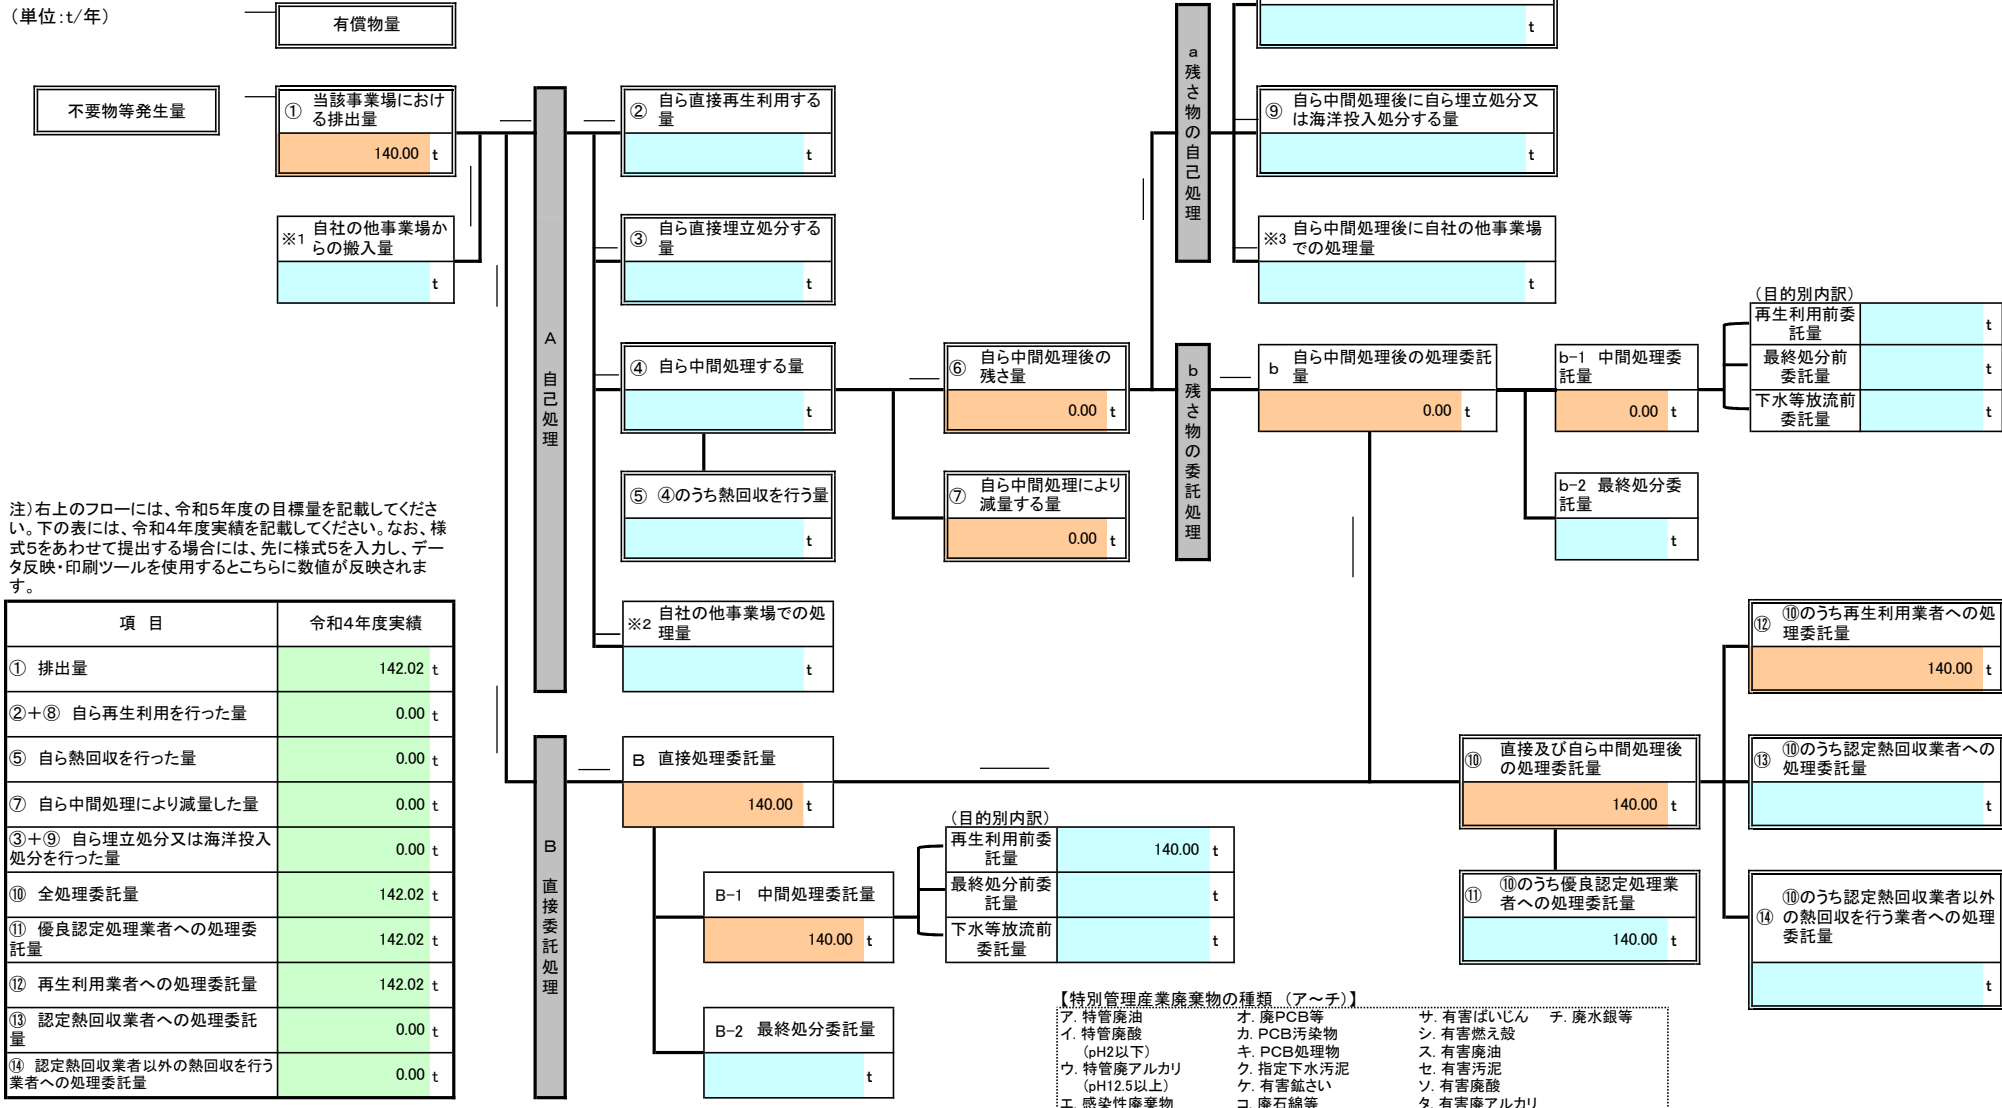 （単位:t/年）
有償物量
不要物等発生量
① 当該事業場におけ
る排出量
140.00 t
※1 自社の他事業場か
らの搬入量
t
A 自己処理
② 自ら直接再生利用する
量
t
③ 自ら直接埋立処分する
量
t
④ 自ら中間処理する量
t
⑤ ④のうち熱回収を行う量
t
※2 自社の他事業場での処
理量
t
⑥ 自ら中間処理後の
残さ量
0.00 t
⑦ 自ら中間処理により
減量する量
0.00 t
a 残さ物の自己処理
t
⑨ 自ら中間処理後に自ら埋立処分又
は海洋投入処分する量
t
※3 自ら中間処理後に自社の他事業場
での処理量
t
b 残さ物の委託処理
b 自ら中間処理後の処理委託
量
0.00 t
b-1 中間処理委
託量
0.00 t
b-2 最終処分委
託量
t
（目的別内訳）
再生利用前委
託量
t
最終処分前
委託量
t
下水等放流前
委託量
t
注）右上のフローには、令和5年度の目標量を記載してくださ
い。下の表には、令和4年度実績を記載してください。なお、様
式5をあわせて提出する場合には、先に様式5を入力し、デー
タ反映・印刷ツールを使用するとこちらに数値が反映されま
す。
項 目 令和4年度実績
① 排出量 142.02 t
②＋⑧ 自ら再生利用を行った量 0.00 t
⑤ 自ら熱回収を行った量 0.00 t
⑦ 自ら中間処理により減量した量 0.00 t
③＋⑨ 自ら埋立処分又は海洋投入
処分を行った量 0.00 t
⑩ 全処理委託量 142.02 t
⑪ 優良認定処理業者への処理委
託量 142.02 t
⑫ 再生利用業者への処理委託量 142.02 t
⑬ 認定熱回収業者への処理委託
量 0.00 t
⑭ 認定熱回収業者以外の熱回収を行う
業者への処理委託量 0.00 t
B 直接委託処理
B 直接処理委託量
140.00 t
B-1 中間処理委託量
140.00 t
B-2 最終処分委託量
t
（目的別内訳）
再生利用前委
託量
140.00 t
最終処分前委
託量
t
下水等放流前
委託量
t
⑩ 直接及び自ら中間処理後
の処理委託量
140.00 t
⑪ ⑩のうち優良認定処理業
者への処理委託量
140.00 t
⑫ ⑩のうち再生利用業者への処
理委託量
140.00 t
⑬ ⑩のうち認定熱回収業者への
処理委託量
t
⑭ ⑩のうち認定熱回収業者以外
の熱回収を行う業者への処理
委託量
t
【特別管理産業廃棄物の種類 （ア～チ）】
ア. 特管廃油 オ. 廃PCB等 サ. 有害ばいじん チ. 廃水銀等
イ. 特管廃酸 カ. PCB汚染物 シ. 有害燃え殻
（pH2以下） キ. PCB処理物 ス. 有害廃油
ウ. 特管廃アルカリ ク. 指定下水汚泥 セ. 有害汚泥
（pH12.5以上） ケ. 有害鉱さい ソ. 有害廃酸
エ. 感染性廃棄物 コ. 廃石綿等 タ. 有害廃アルカリ